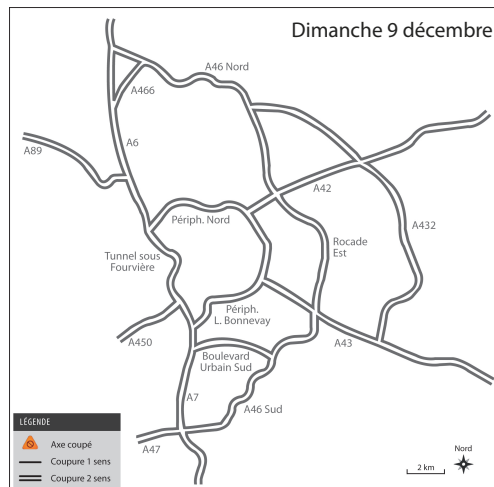 Dimanche 9 décembre
A46 Nord
A466
A6
A89
A42
Périph. Nord
A432
Tunnel sous
Fourvière
Rocade
Est
Périph.
L. Bonnevay
A450
A43
Boulevard
Urbain Sud
A7
A46 Sud
A47
LÉGENDE
Axe coupé
Coupure 1 sens
Coupure 2 sens
2 km
Nord